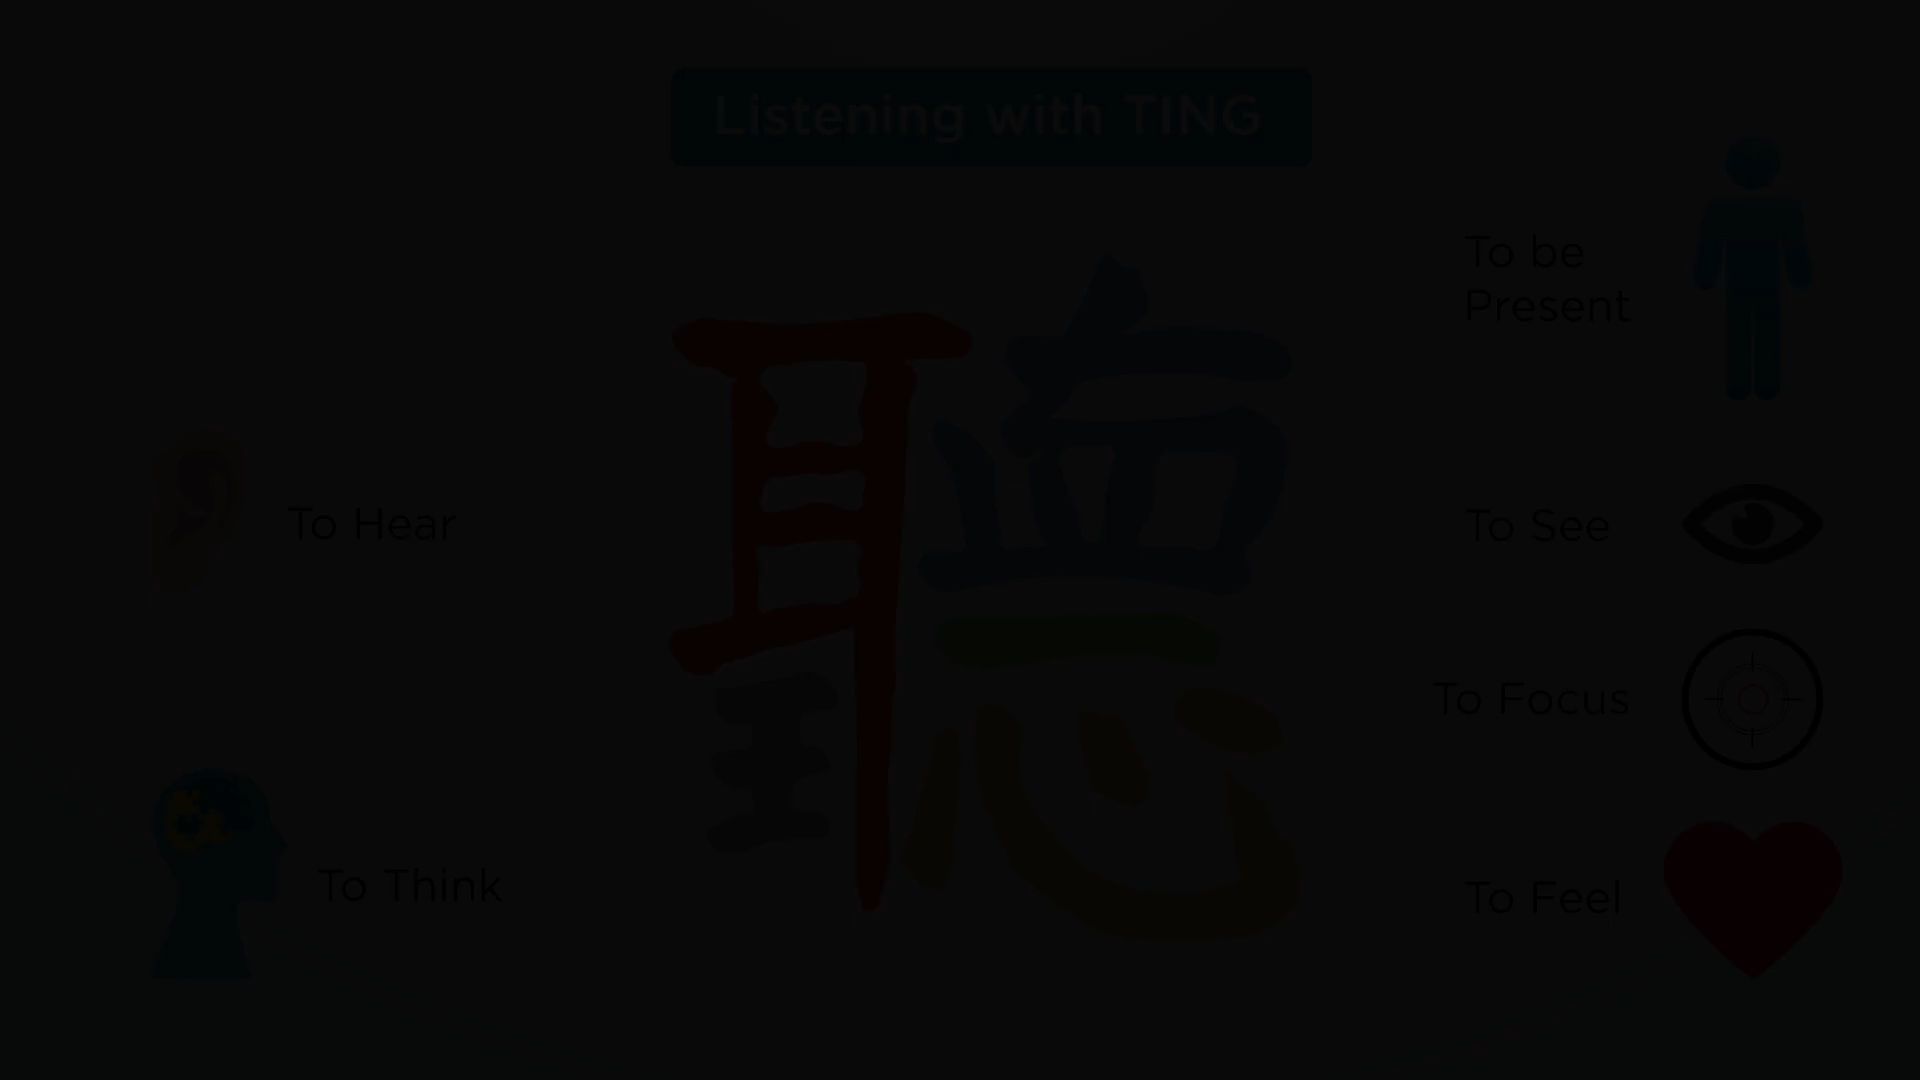 Listening with TING
To be
Present
聽
To Hear
To See
To Focus
To Think
To Feel